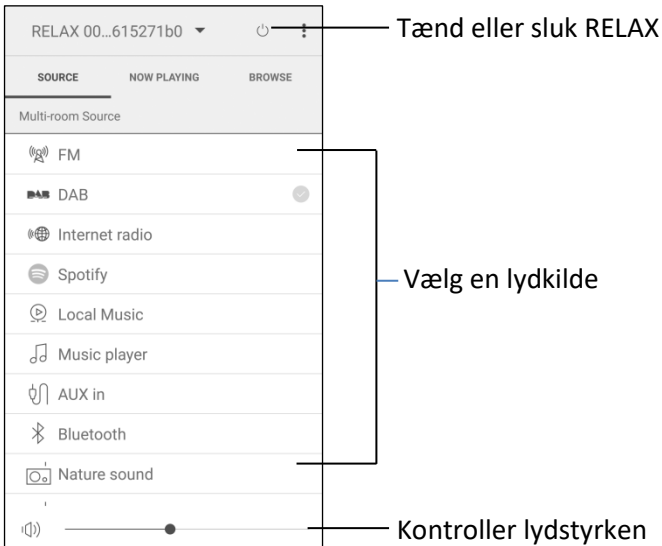 RELAX 00...615271b0
Tænd eller sluk RELAX
SOURCE NOW PLAYING BROWSE
Multi-room Source
FM
DAB DAB
Internet radio
Spotify
Vælg en lydkilde
Local Music
Music player
AUX in
Bluetooth
Nature sound
Kontroller lydstyrken